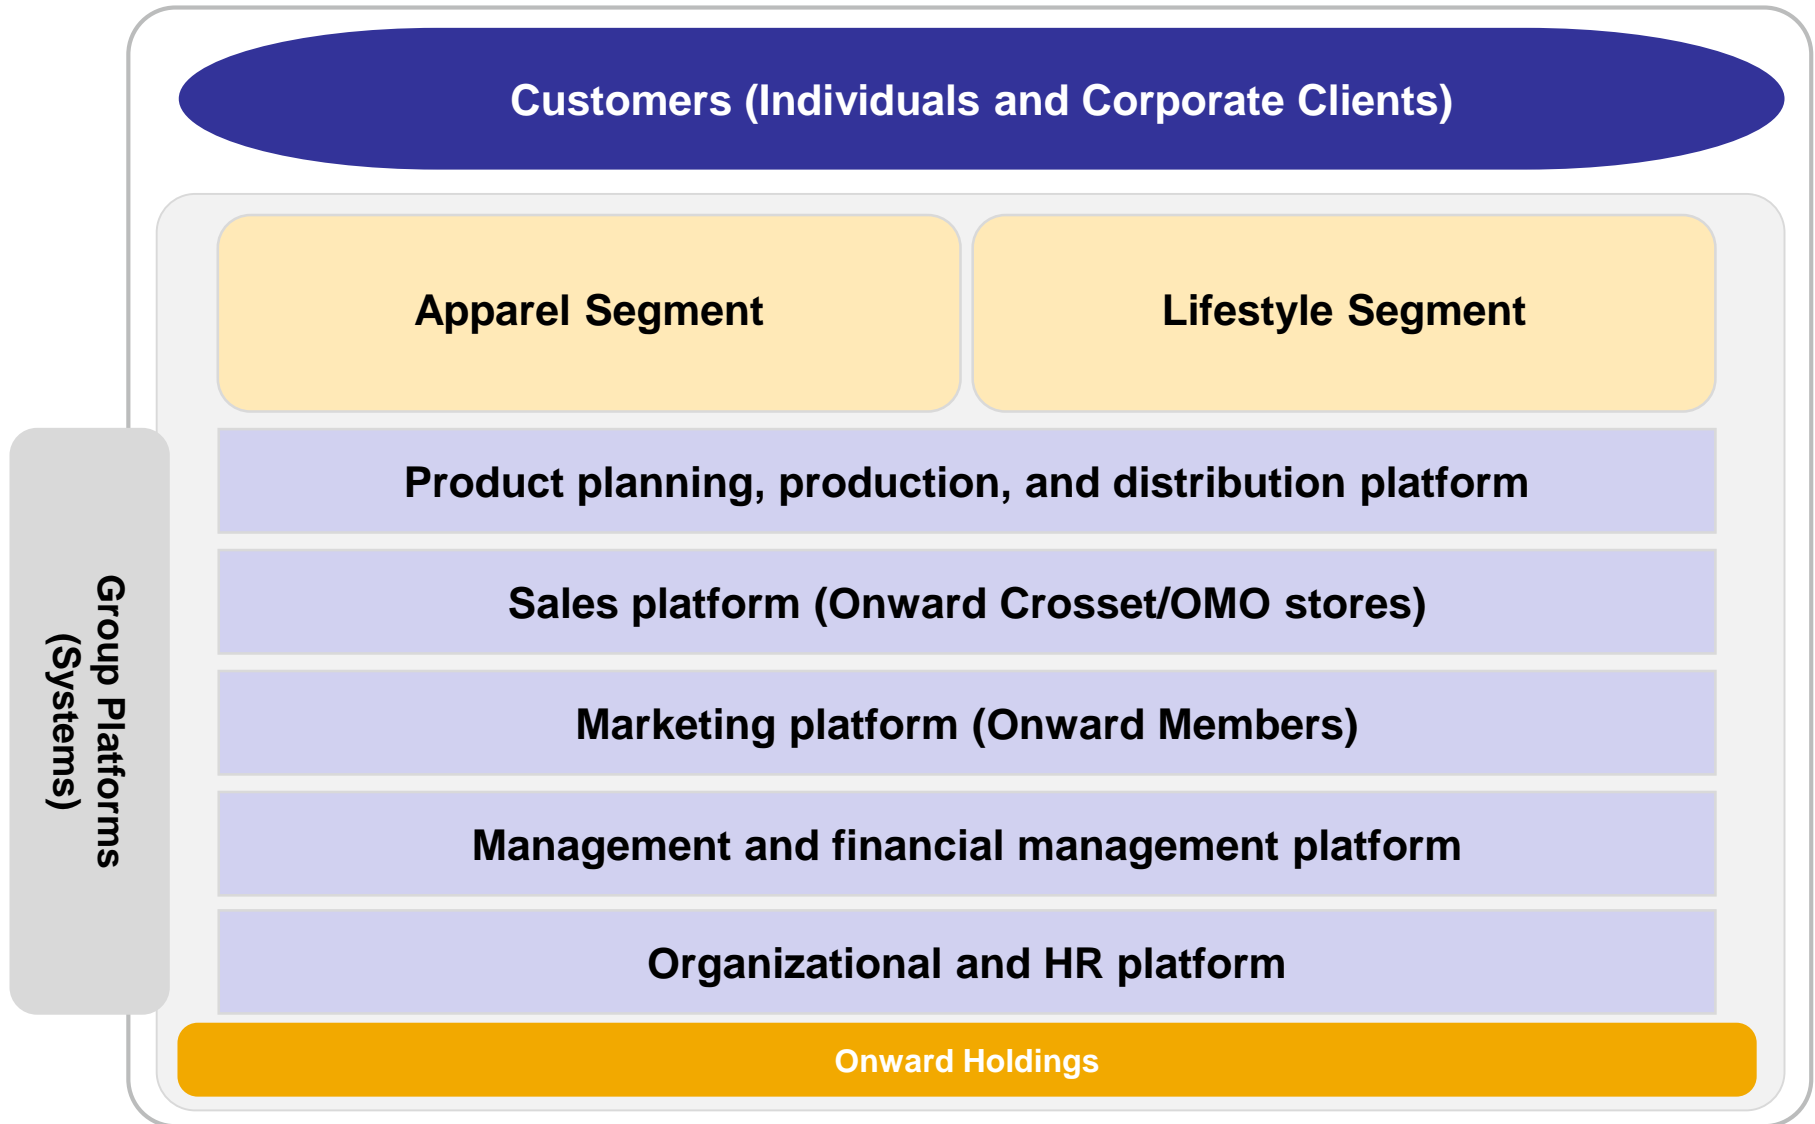 Customers (Individuals and Corporate Clients)
Apparel Segment
Lifestyle Segment
Group Platforms
(Systems)
Product planning, production, and distribution platform
Sales platform (Onward Crosset/OMO stores)
Marketing platform (Onward Members)
Management and financial management platform
Organizational and HR platform
Onward Holdings